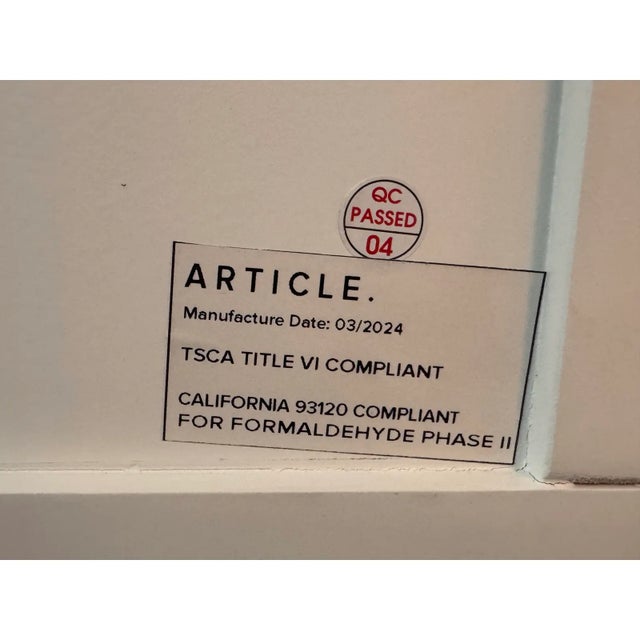 QC
PASSED
04
ARTICLE.
Manufacture Date: 03/2024
TSCA TITLE VI COMPLIANT
CALIFORNIA 93120 COMPLIANT
FOR FORMALDEHYDE PHASE II